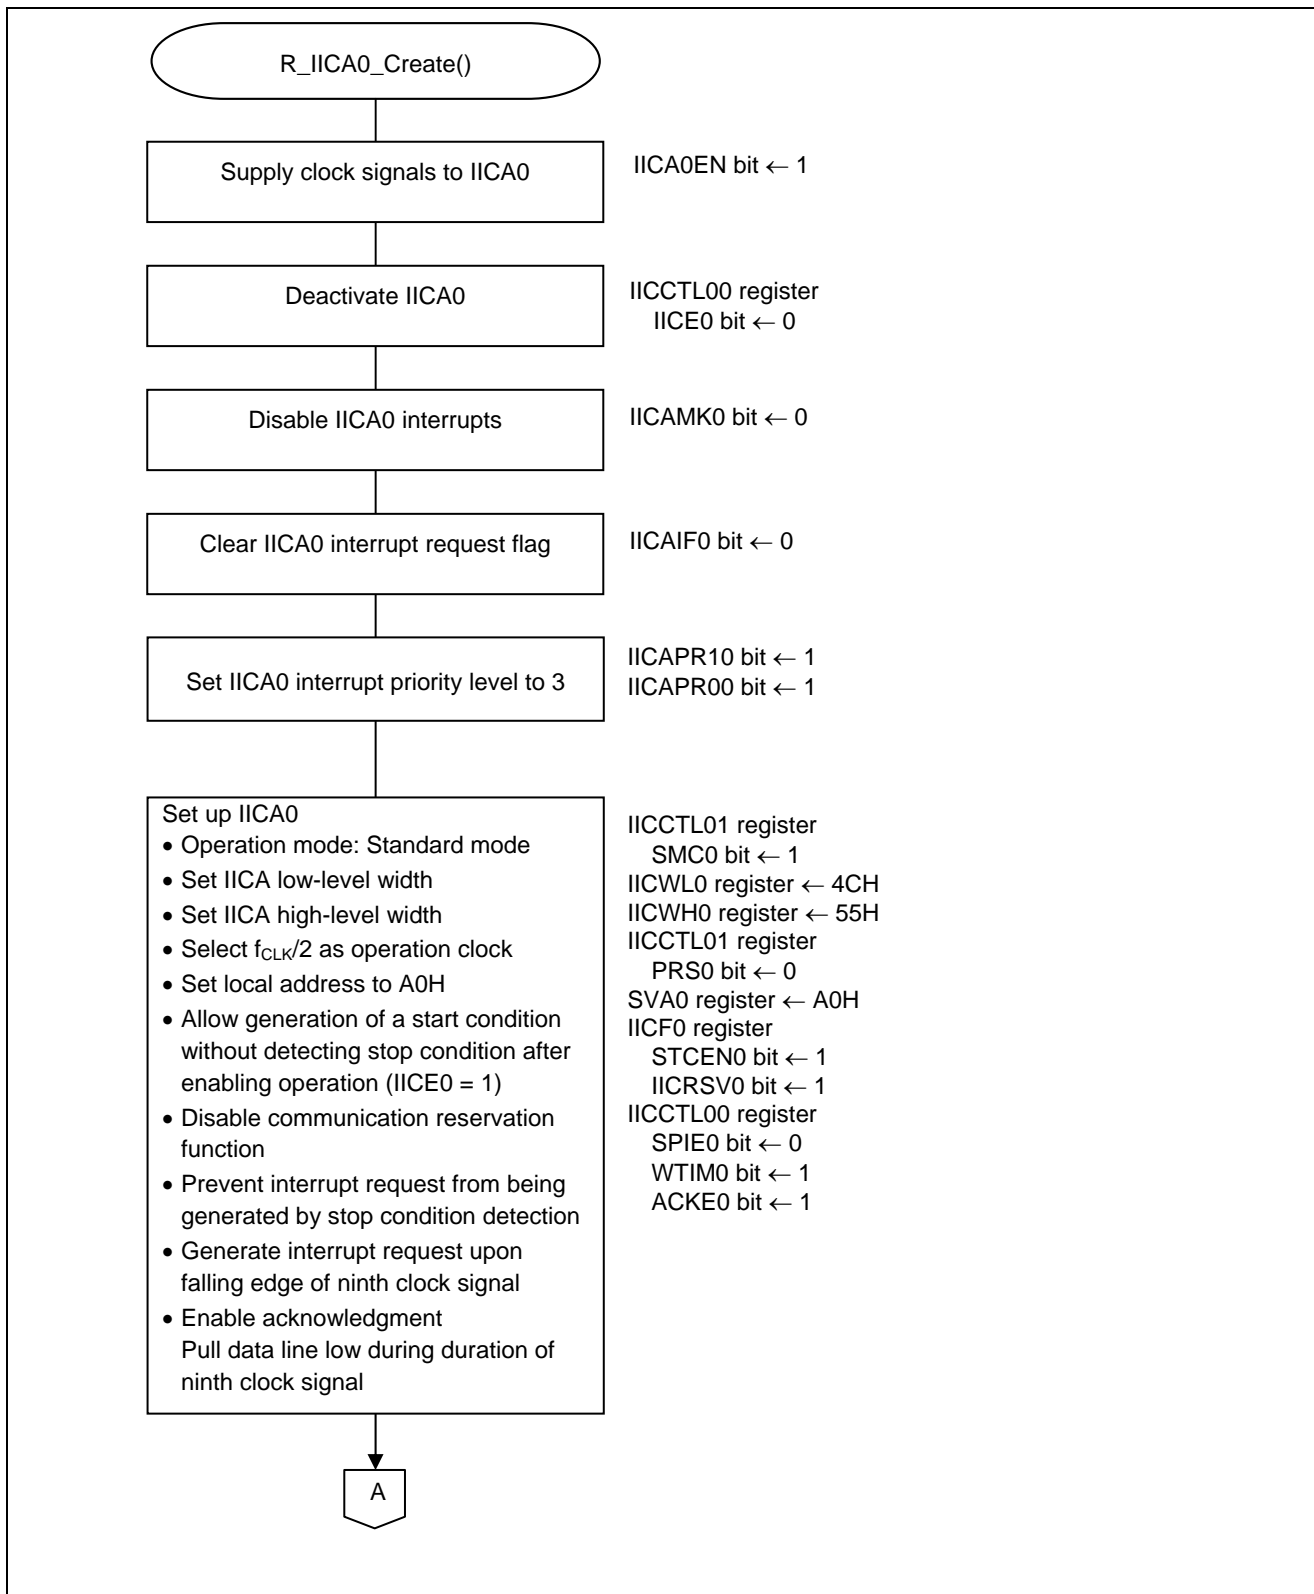 R_IICA0_Create()
Supply clock signals to IICA0
IICA0EN bit ← 1
Deactivate IICA0
IICCTL00 register
IICE0 bit ← 0
Disable IICA0 interrupts
IICAMK0 bit ← 0
Clear IICA0 interrupt request flag
IICAIF0 bit ← 0
Set IICA0 interrupt priority level to 3
IICAPR10 bit ← 1
IICAPR00 bit ← 1
Set up IICA0
• Operation mode: Standard mode
• Set IICA low-level width
• Set IICA high-level width
• Select fCLK/2 as operation clock
• Set local address to A0H
• Allow generation of a start condition
without detecting stop condition after
enabling operation (IICE0 = 1)
• Disable communication reservation
function
• Prevent interrupt request from being
generated by stop condition detection
• Generate interrupt request upon
falling edge of ninth clock signal
• Enable acknowledgment
Pull data line low during duration of
ninth clock signal
IICCTL01 register
SMC0 bit ← 1
IICWL0 register ← 4CH
IICWH0 register ← 55H
IICCTL01 register
PRS0 bit ← 0
SVA0 register ← A0H
IICF0 register
STCEN0 bit ← 1
IICRSV0 bit ← 1
IICCTL00 register
SPIE0 bit ← 0
WTIM0 bit ← 1
ACKE0 bit ← 1
A